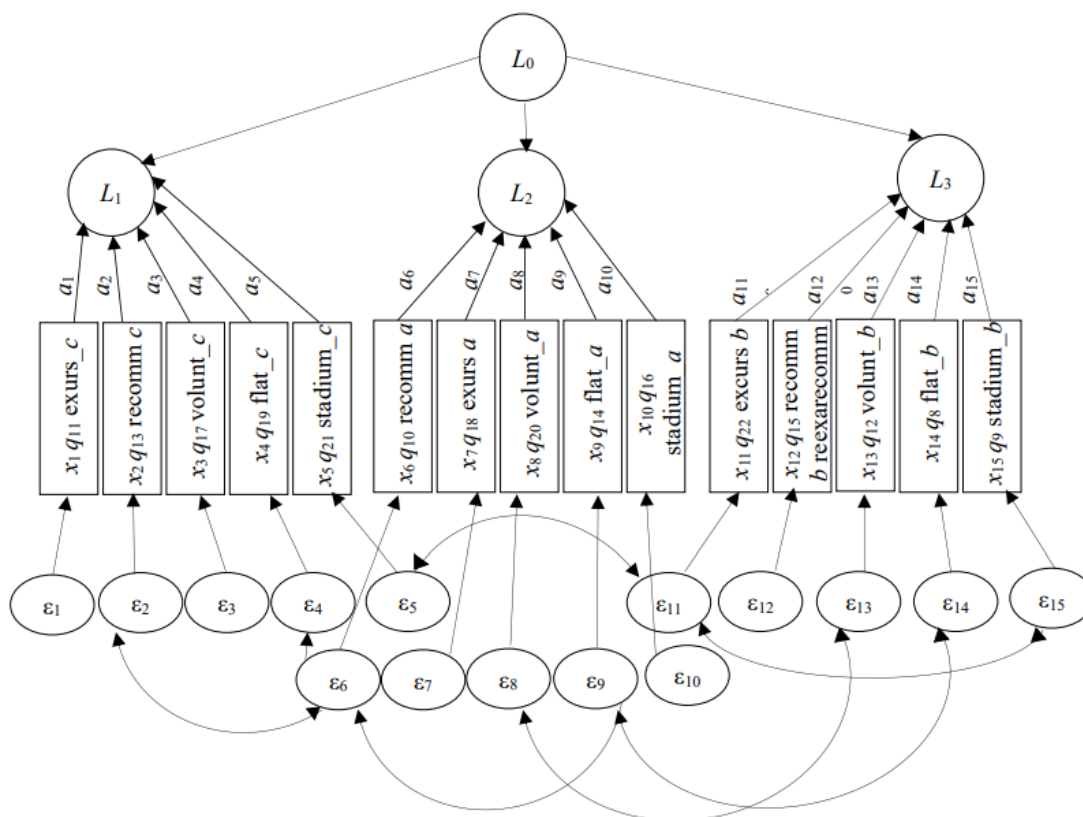 L0
L1
L2
L3
a1
a2
a3
a4
a5
a6
a7
a8
a9
a10
a11
a12
0
a13
a14
a15
x1 q11 exurs_c
x2 q13 recomm c
x3 q17 volunt_c
x4 q19 flat_c
x5 q21 stadium_c
x6 q10 recomm a
x7 q18 exurs a
x8 q20 volunt_a
x9 q14 flat_a
x10 q16
stadium a
x11 q22 excurs b
x12 q15 recomm
b reexarecomm
x13 q12 volunt_b
x14 q8 flat_b
x15 q9 stadium_b
ε1
ε2
ε3
ε4
ε5
ε11
ε12
ε13
ε14
ε15
ε6
ε7
ε8
ε9
ε10